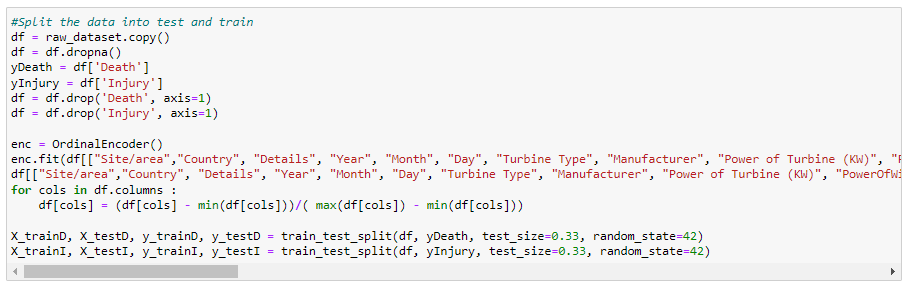 #Split the data into test and train
df = raw_dataset.copy()
df = df.dropna()
yDeath = df['Death']
yInjury = df['Injury']
df = df.drop('Death', axis=1)
df = df.drop('Injury', axis=1)
enc = OrdinalEncoder()
enc.fit(df[["Site/area","Country", "Details", "Year", "Month", "Day", "Turbine Type", "Manufacturer", "Power of Turbine (KW)", "
df[["Site/area","Country", "Details", "Year", "Month", "Day", "Turbine Type", "Manufacturer", "Power of Turbine (KW)", "PowerOfWi
for cols in df.columns :
    df[cols] = (df[cols] - min(df[cols]))/( max(df[cols]) - min(df[cols]))
X_trainD, X_testD, y_trainD, y_testD = train_test_split(df, yDeath, test_size=0.33, random_state=42)
X_trainI, X_testI, y_trainI, y_testI = train_test_split(df, yInjury, test_size=0.33, random_state=42)